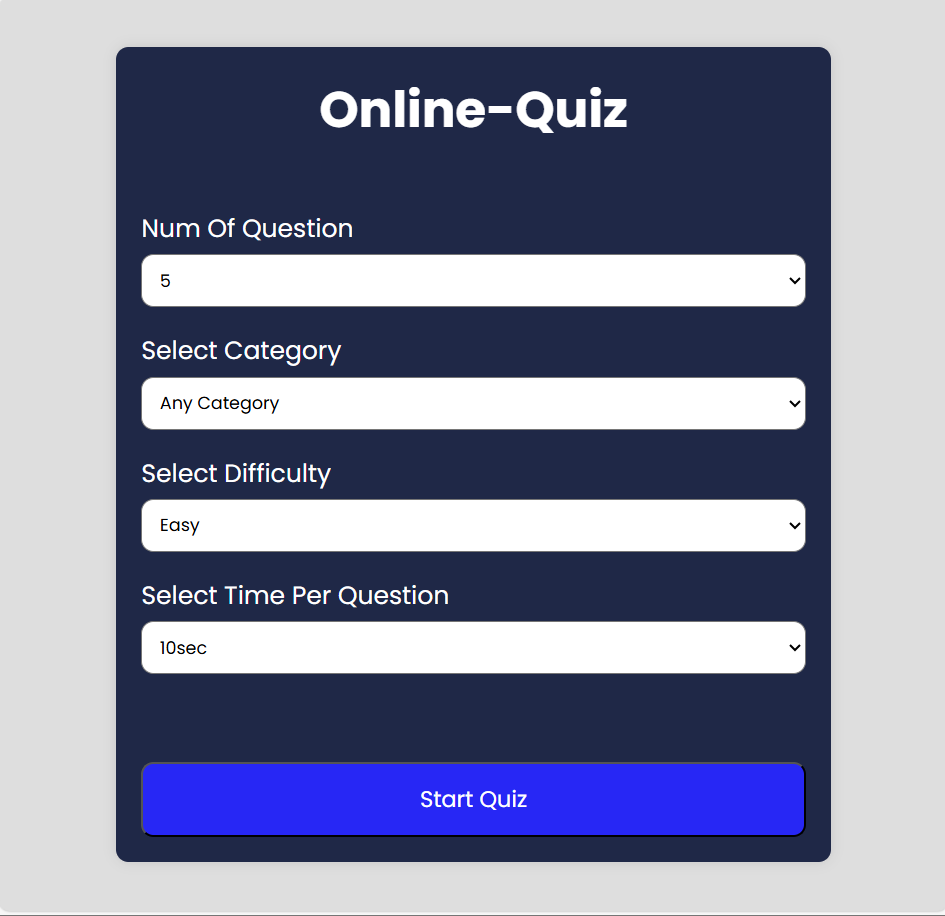 Online-Quiz
Num Of Question
5
Select Category
Any Category
Select Difficulty
Easy
Select Time Per Question
10sec
Start Quiz